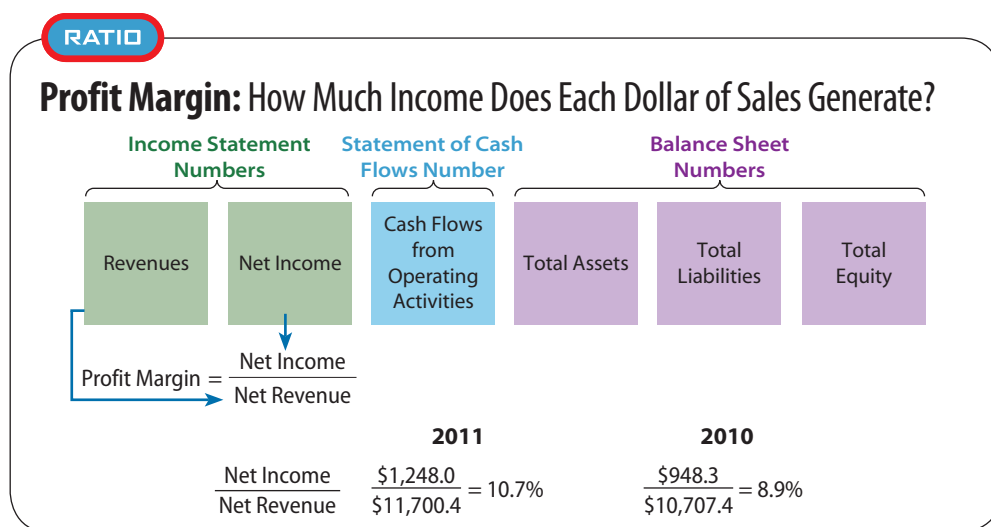 RATIO
Profit Margin: How Much Income Does Each Dollar of Sales Generate?
Income Statement
Numbers
Statement of Cash
Flows Number
Balance Sheet
Numbers
Revenues
Net Income
Cash Flows
from
Operating
Activities
Total Assets
Total
Liabilities
Total
Equity
Profit Margin = Net Income
Net Revenue
2011
2010
Net Income
Net Revenue
$1,248.0
$11,700.4
= 10.7%
$948.3
$10,707.4
= 8.9%